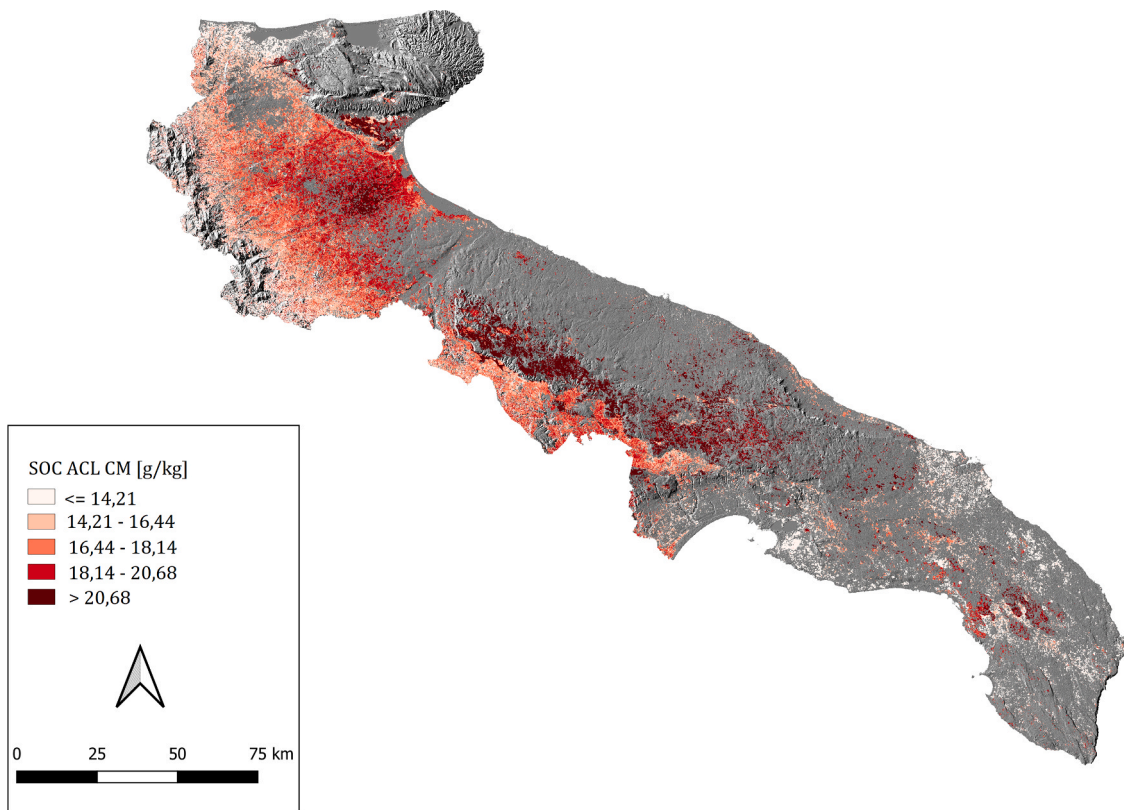 SOC ACL CM [g/kg]
<= 14,21
14,21 - 16,44
16,44 - 18,14
18,14 - 20,68
> 20,68
0 25 50 75 km